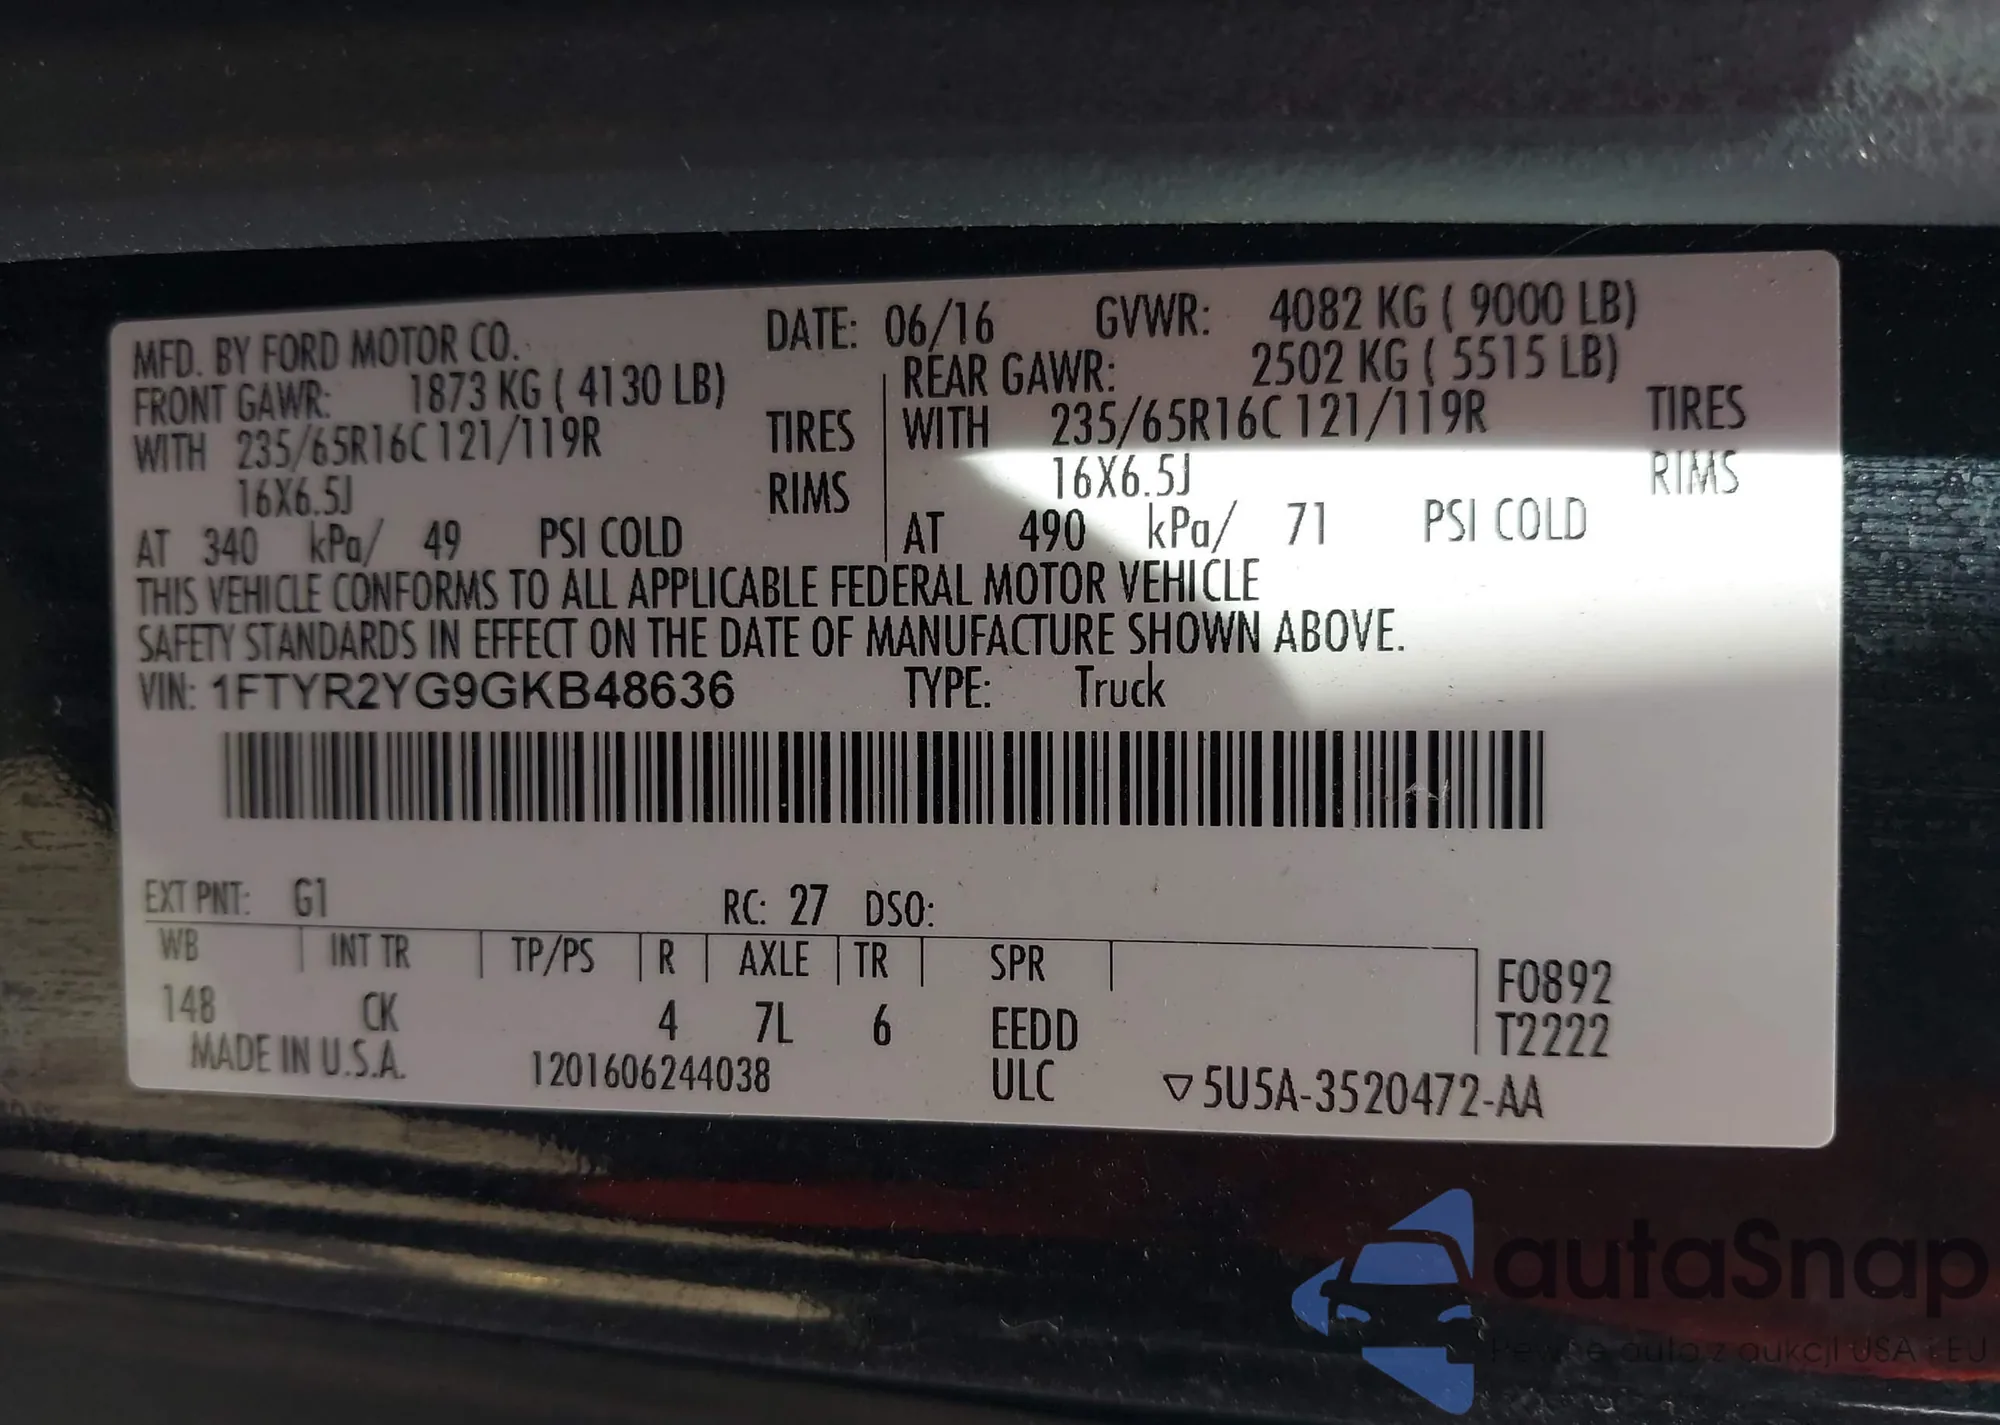 MFD. BY FORD MOTOR CO. DATE: 06/16 GVWR: 4082 KG ( 9000 LB)
FRONT GAWR: 1873 KG ( 4130 LB) REAR GAWR: 2502 KG ( 5515 LB)
WITH 235/65R16C 121/119R TIRES WITH 235/65R16C 121/119R TIRES
16X6.5J RIMS 16X6.5J RIMS
AT 340 kPa/ 49 PSI COLD AT 490 kPa/ 71 PSI COLD
THIS VEHICLE CONFORMS TO ALL APPLICABLE FEDERAL MOTOR VEHICLE
SAFETY STANDARDS IN EFFECT ON THE DATE OF MANUFACTURE SHOWN ABOVE.
VIN: 1FTYR2YG9GKB48636 TYPE: Truck
EXT PNT: G1 RC: 27 DSO:
WB INT TR TP/PS R AXLE TR SPR
148 CK 4 7L 6 EEDD
F0892
T2222
MADE IN U.S.A. 1201606244038 ULC ▽5U5A-3520472-AA
autaSnap
Pewne auta z aukcji USA i EU